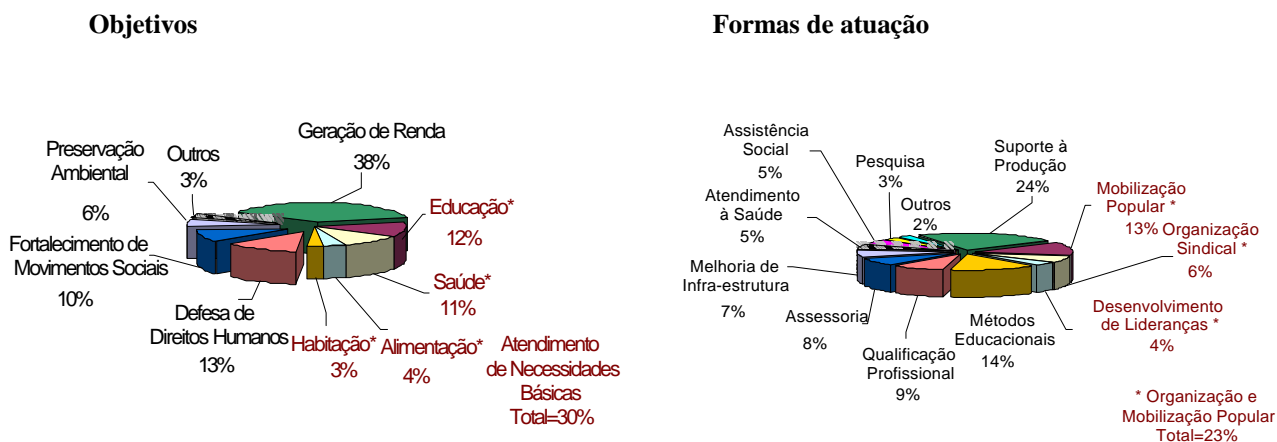 Objetivos
Geração de Renda
38%
Educação*
12%
Saúde*
11%
Alimentação*
4%
Habitação*
3%
Atendimento
de Necessidades
Básicas
Total=30%
Defesa de
Direitos Humanos
13%
Fortalecimento de
Movimentos Sociais
10%
Preservação
Ambiental
6%
Outros
3%
Formas de atuação
Suporte à
Produção
24%
Mobilização
Popular *
13%
Organização
Sindical *
6%
Desenvolvimento
de Lideranças *
4%
Métodos
Educacionais
14%
Qualificação
Profissional
9%
Assessoria
8%
Melhoria de
Infra-estrutura
7%
Atendimento
à Saúde
5%
Assistência
Social
5%
Pesquisa
3%
Outros
2%
* Organização e
Mobilização Popular
Total=23%